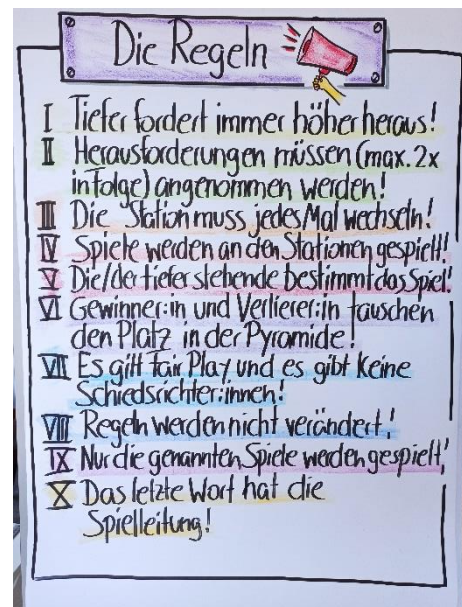 Die Regeln
I Tiefer fordert immer höher heraus!
II Herausforderungen müssen (max. 2x
in Folge) angenommen werden!
III Die Station muss jedes Mal wechseln!
IV Spiele werden an den Stationen gespielt!
V Die/der tiefer stehende bestimmt das Spiel!
VI Gewinner:in und Verlierer:in tauschen
den Platz in der Pyramide!
VII Es gilt Fair Play und es gibt keine
Schiedsrichter:innen!
VIII Regeln werden nicht verändert!
IX Nur die genannten Spiele werden gespielt!
X Das letzte Wort hat die
Spielleitung!